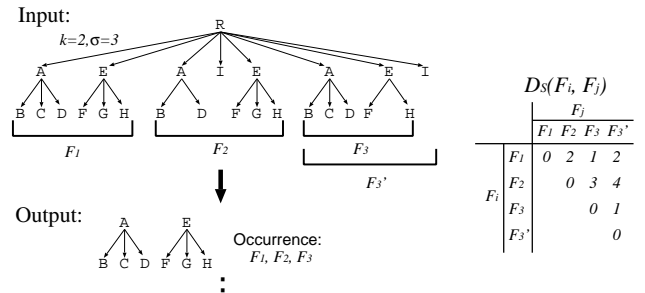 Input:
k=2,σ=3
R
A E A I E A E I
B C D F G H B D F G H B C D F H
F1 F2 F3
F3'
Output:
A E
B C D F G H
Occurrence:
F1, F2, F3
⋮
DS(Fi, Fj)
Fj
F1 F2 F3 F3'
Fi
F1 0 2 1 2
F2 0 3 4
F3 0 1
F3' 0